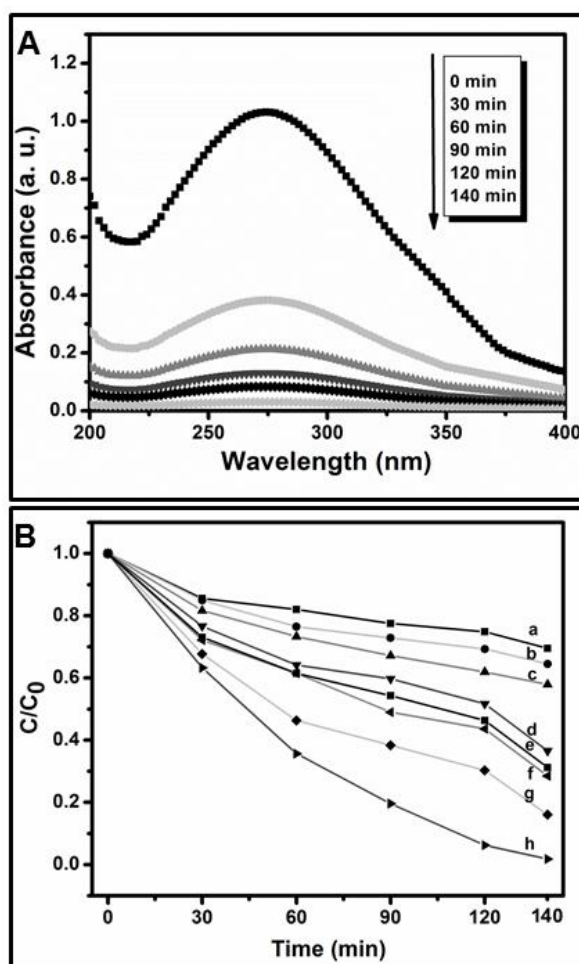 A
1.2
1.0
0.8
0.6
0.4
0.2
0.0
Absorbance (a. u.)
0 min
30 min
60 min
90 min
120 min
140 min
200 250 300 350 400
Wavelength (nm)
B
1.0
0.8
0.6
0.4
0.2
0.0
C/C0
a
b
c
d
e
f
g
h
0 30 60 90 120 140
Time (min)